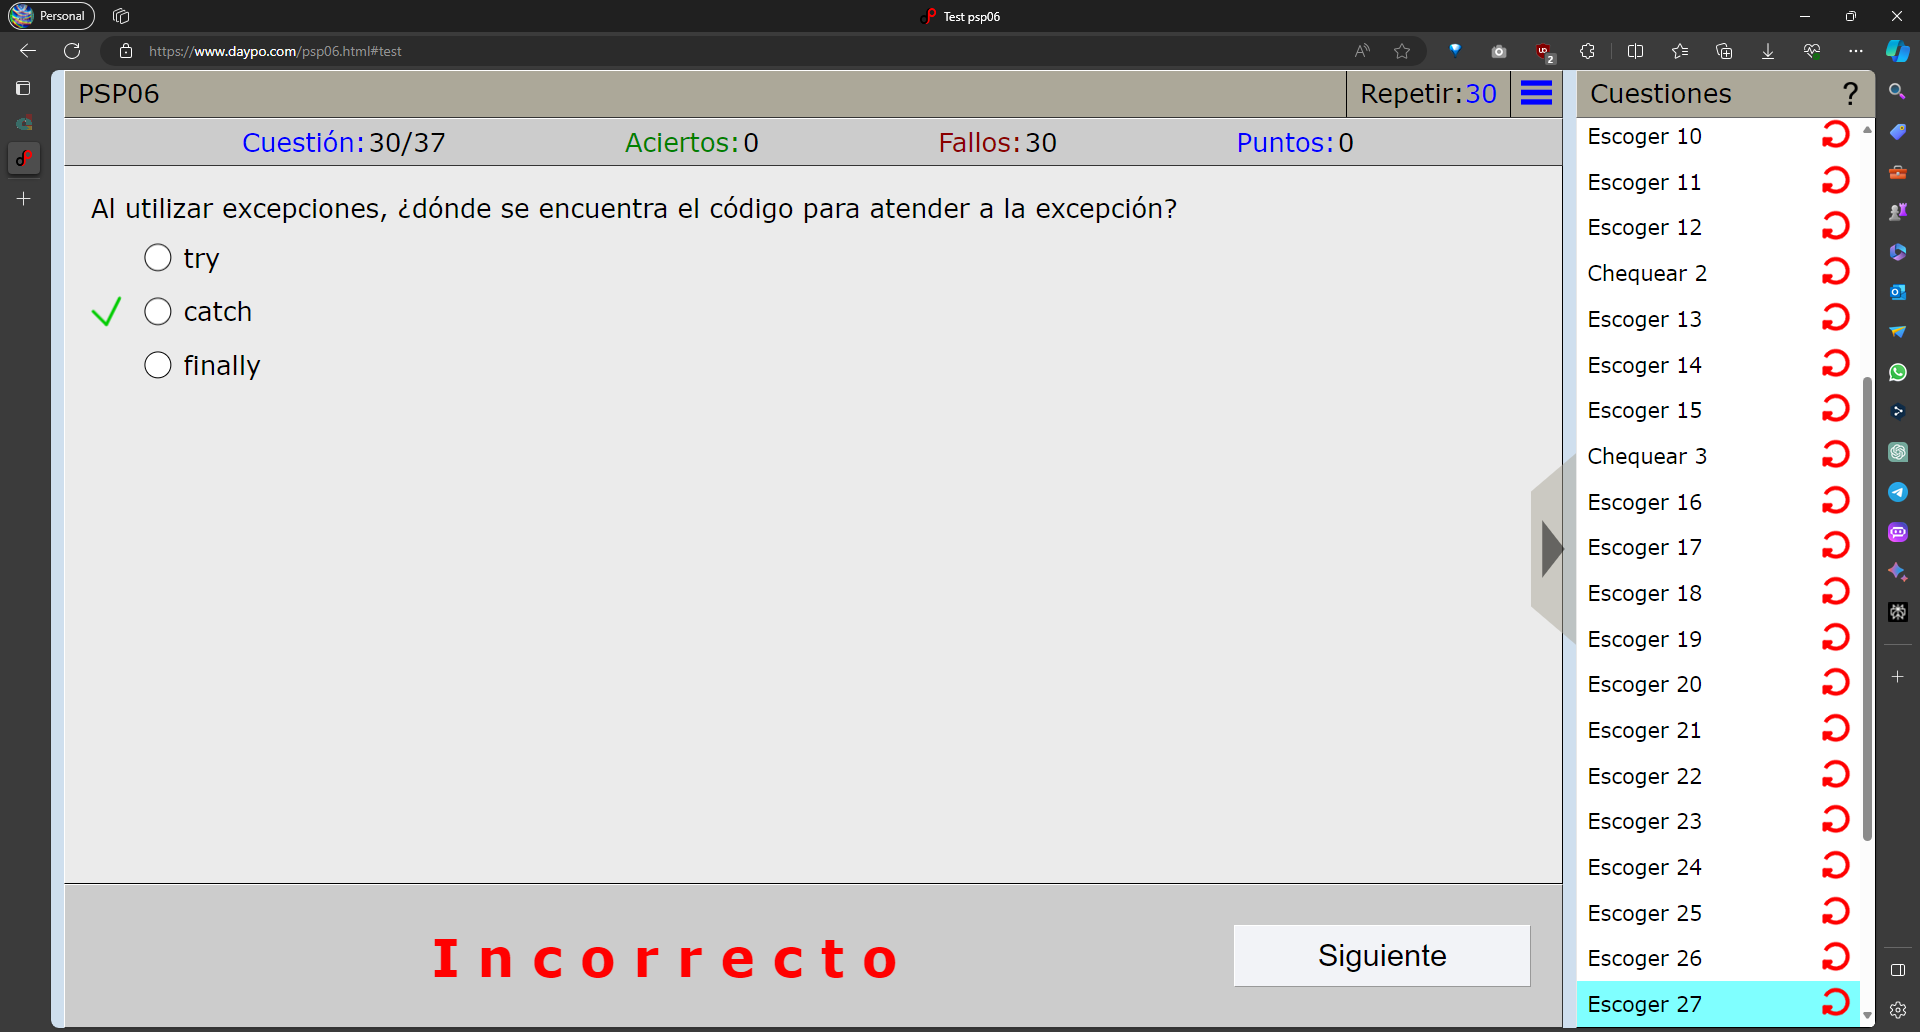 Personal
Test psp06
https://www.daypo.com/psp06.html#test
2
PSP06
Repetir:30
Cuestiones
?
Cuestión:30/37
Aciertos:0
Fallos:30
Puntos:0
Al utilizar excepciones, ¿dónde se encuentra el código para atender a la excepción?
try
catch
finally
Incorrecto
Siguiente
Escoger 10
Escoger 11
Escoger 12
Chequear 2
Escoger 13
Escoger 14
Escoger 15
Chequear 3
Escoger 16
Escoger 17
Escoger 18
Escoger 19
Escoger 20
Escoger 21
Escoger 22
Escoger 23
Escoger 24
Escoger 25
Escoger 26
Escoger 27